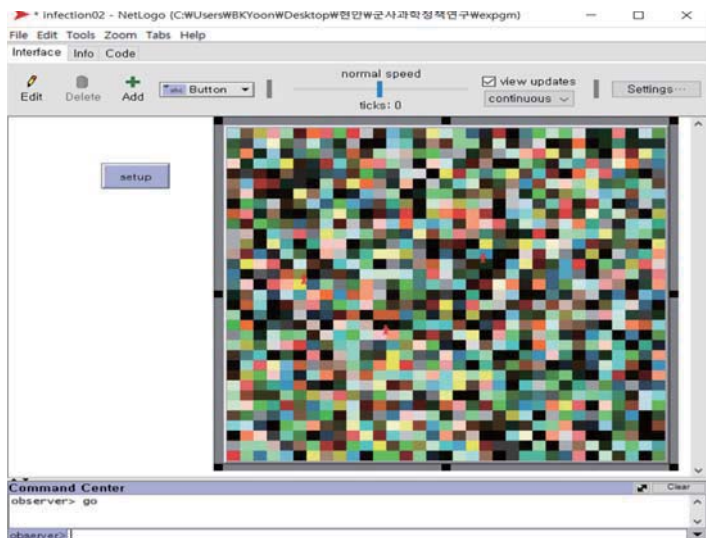 * infection02 - NetLogo {C:₩Users₩BKYoon₩Desktop₩현안₩군사과학정책연구₩expgm}
File Edit Tools Zoom Tabs Help
Interface Info Code
Edit Delete Add abc Button normal speed ticks: 0 view updates continuous Settings...
setup
Command Center Clear
observer> go
observer>